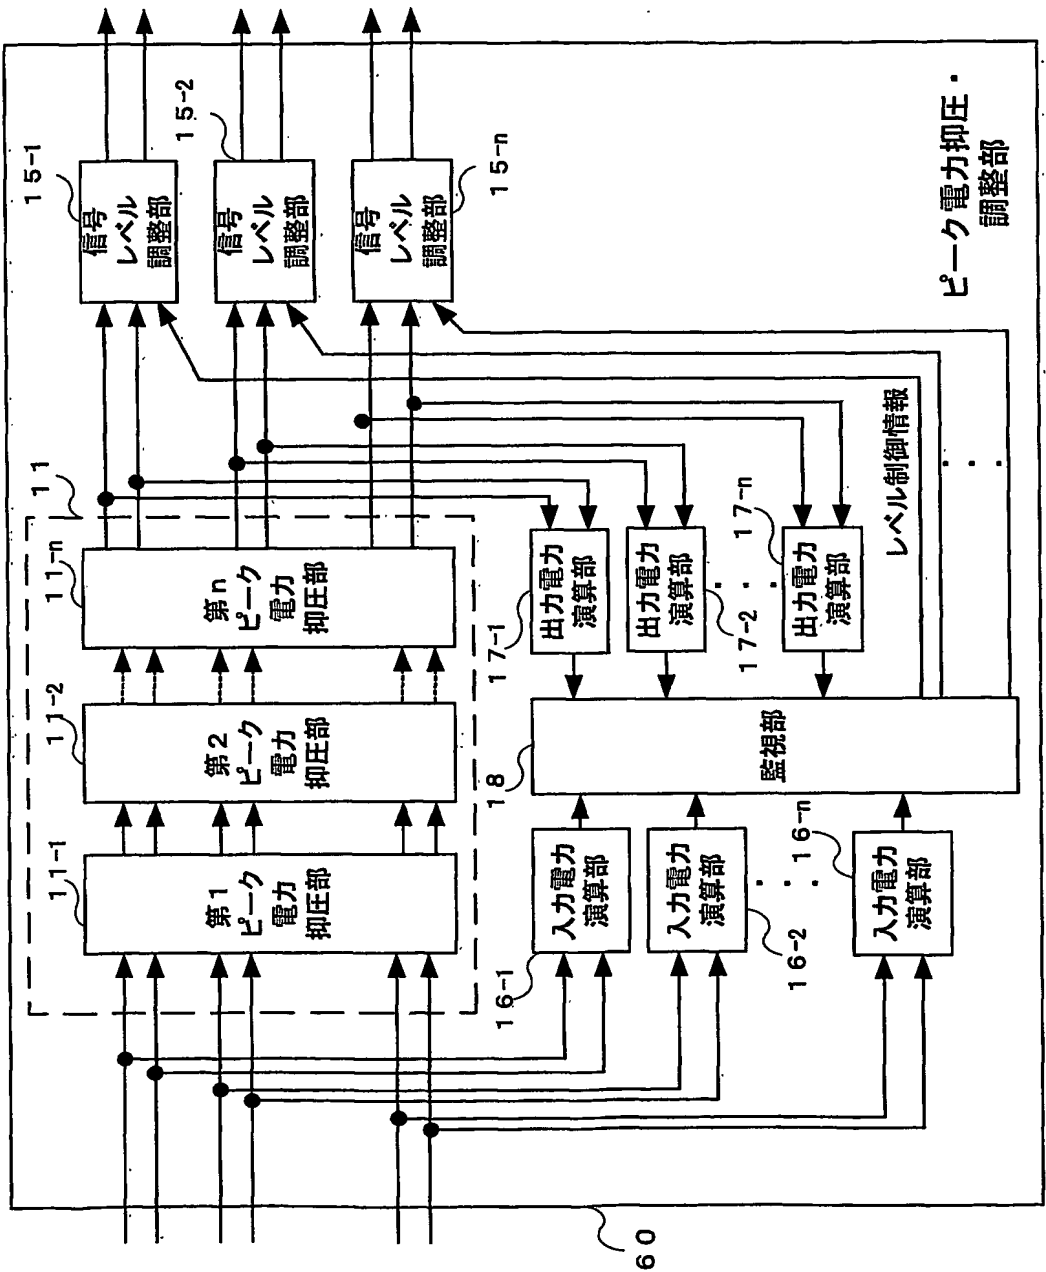 15-1
信号
レベル
調整部
15-2
信号
レベル
調整部
15-n
信号
レベル
調整部
ピーク電力抑圧・
調整部
11
11-n
第n
ピーク
電力
抑圧部
11-2
第2
ピーク
電力
抑圧部
11-1
第1
ピーク
電力
抑圧部
レベル制御情報
17-1
出力電力
演算部
17-2
出力電力
演算部
17-n
出力電力
演算部
18
監視部
16-1
入力電力
演算部
16-2
入力電力
演算部
16-n
入力電力
演算部
60